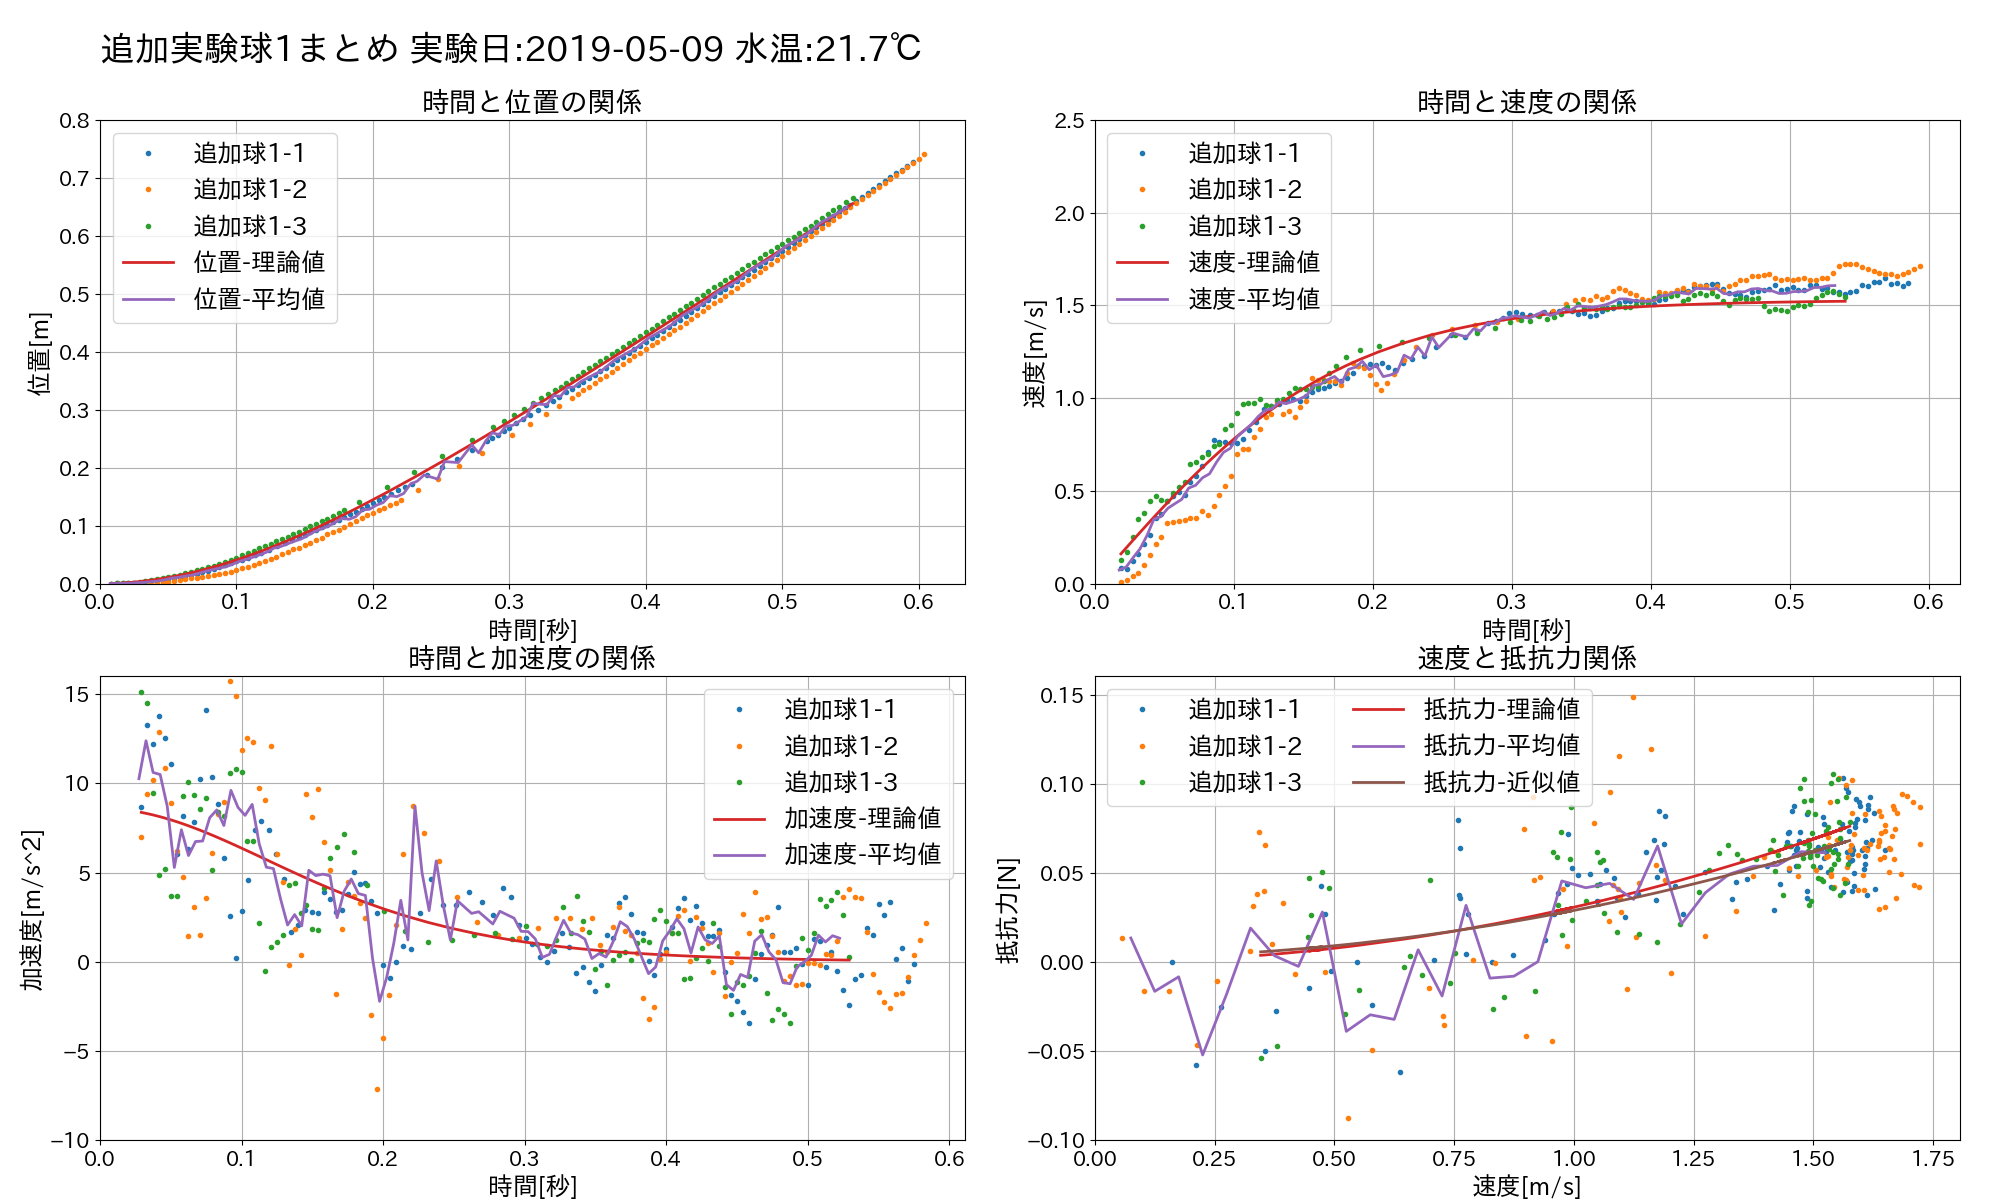 追加実験球1まとめ 実験日:2019-05-09 水温:21.7℃
時間と位置の関係
0.8
0.7
0.6
0.5
0.4
0.3
0.2
0.1
0.0
位置[m]
追加球1-1
追加球1-2
追加球1-3
位置-理論値
位置-平均値
0.0 0.1 0.2 0.3 0.4 0.5 0.6
時間[秒]
時間と速度の関係
2.5
2.0
1.5
1.0
0.5
0.0
速度[m/s]
追加球1-1
追加球1-2
追加球1-3
速度-理論値
速度-平均値
0.0 0.1 0.2 0.3 0.4 0.5 0.6
時間[秒]
時間と加速度の関係
15
10
5
0
−5
−10
加速度[m/s^2]
追加球1-1
追加球1-2
追加球1-3
加速度-理論値
加速度-平均値
0.0 0.1 0.2 0.3 0.4 0.5 0.6
時間[秒]
速度と抵抗力関係
0.15
0.10
0.05
0.00
−0.05
−0.10
抵抗力[N]
追加球1-1
追加球1-2
追加球1-3
抵抗力-理論値
抵抗力-平均値
抵抗力-近似値
0.00 0.25 0.50 0.75 1.00 1.25 1.50 1.75
速度[m/s]